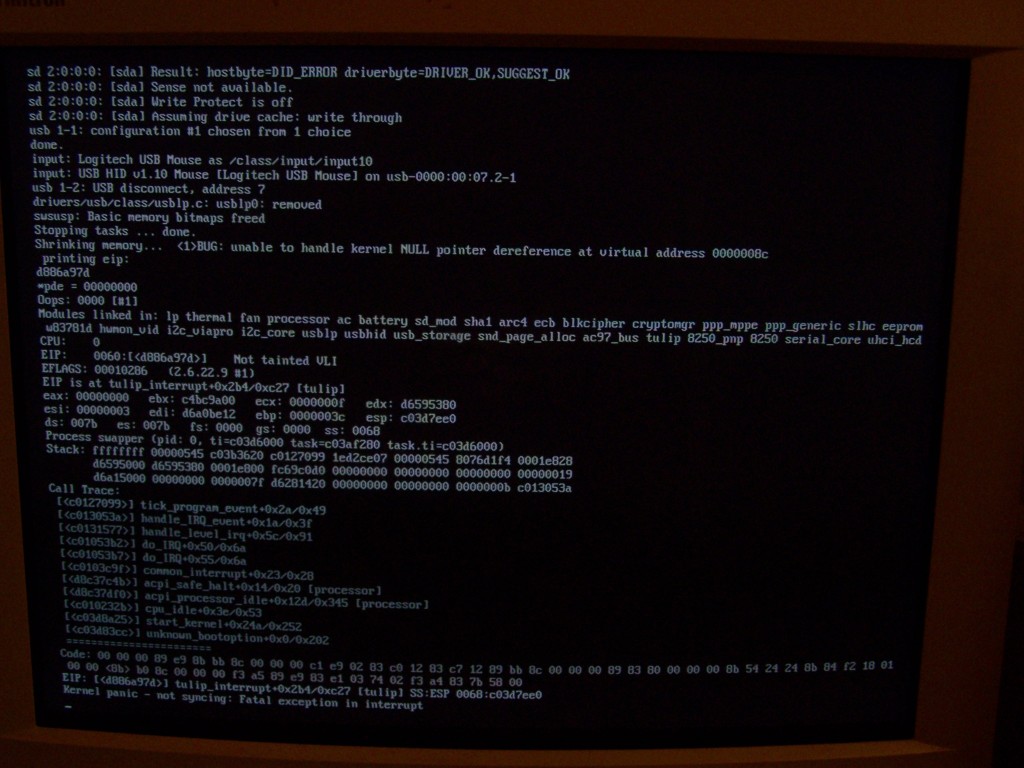 sd 2:0:0:0: [sda] Result: hostbyte=DID_ERROR driverbyte=DRIVER_OK,SUGGEST_OK
sd 2:0:0:0: [sda] Sense not available.
sd 2:0:0:0: [sda] Write Protect is off
sd 2:0:0:0: [sda] Assuming drive cache: write through
usb 1-1: configuration #1 chosen from 1 choice
done.
input: Logitech USB Mouse as /class/input/input10
input: USB HID v1.10 Mouse [Logitech USB Mouse] on usb-0000:00:07.2-1
usb 1-2: USB disconnect, address 7
drivers/usb/class/usblp.c: usblp0: removed
swsusp: Basic memory bitmaps freed
Stopping tasks ... done.
Shrinking memory... <1>BUG: unable to handle kernel NULL pointer dereference at virtual address 0000008c
printing eip:
d886a97d
*pde = 00000000
Oops: 0000 [#1]
Modules linked in: lp thermal fan processor ac battery sd_mod sha1 arc4 ecb blkcipher cryptomgr ppp_mppe ppp_generic slhc eeprom
w83781d hwmon_vid i2c_viapro i2c_core usblp usbhid usb_storage snd_page_alloc ac97_bus tulip 8250_pnp 8250 serial_core uhci_hcd
CPU: 0
EIP: 0060:[<d886a97d>] Not tainted VLI
EFLAGS: 00010286 (2.6.22.9 #1)
EIP is at tulip_interrupt+0x2b4/0xc27 [tulip]
eax: 00000000 ebx: c4bc9a00 ecx: 0000000f edx: d6595380
esi: 00000003 edi: d6a0be12 ebp: 0000003c esp: c03d7ee0
ds: 007b es: 007b fs: 0000 gs: 0000 ss: 0068
Process swapper (pid: 0, ti=c03d6000 task=c03af280 task.ti=c03d6000)
Stack: ffffffff 00000545 c03b3620 c0127099 1ed2ce07 00000545 8076d1f4 0001e828
d6595000 d6595380 0001e800 fc69c0d0 00000000 00000000 00000000 00000019
d6a15000 00000000 0000007f d6281420 00000000 00000000 0000000b c013053a
Call Trace:
[<c0127099>] tick_program_event+0x2a/0x49
[<c013053a>] handle_IRQ_event+0x1a/0x3f
[<c0131577>] handle_level_irq+0x5c/0x91
[<c01053b2>] do_IRQ+0x50/0x6a
[<c01053b7>] do_IRQ+0x55/0x6a
[<c0103c9f>] common_interrupt+0x23/0x28
[<d8c37c4b>] acpi_safe_halt+0x14/0x20 [processor]
[<d8c37df0>] acpi_processor_idle+0x12d/0x345 [processor]
[<c010232b>] cpu_idle+0x3e/0x53
[<c03d8a25>] start_kernel+0x24a/0x252
[<c03d83cc>] unknown_bootoption+0x0/0x202
=======================
Code: 00 00 00 89 e9 8b bb 8c 00 00 00 c1 e9 02 83 c0 12 83 c7 12 89 bb 8c 00 00 00 89 83 80 00 00 00 8b 54 24 24 8b 84 f2 18 01
00 00 <8b> b0 8c 00 00 00 f3 a5 89 e9 83 e1 03 74 02 f3 a4 83 7b 58 00
EIP: [<d886a97d>] tulip_interrupt+0x2b4/0xc27 [tulip] SS:ESP 0068:c03d7ee0
Kernel panic - not syncing: Fatal exception in interrupt